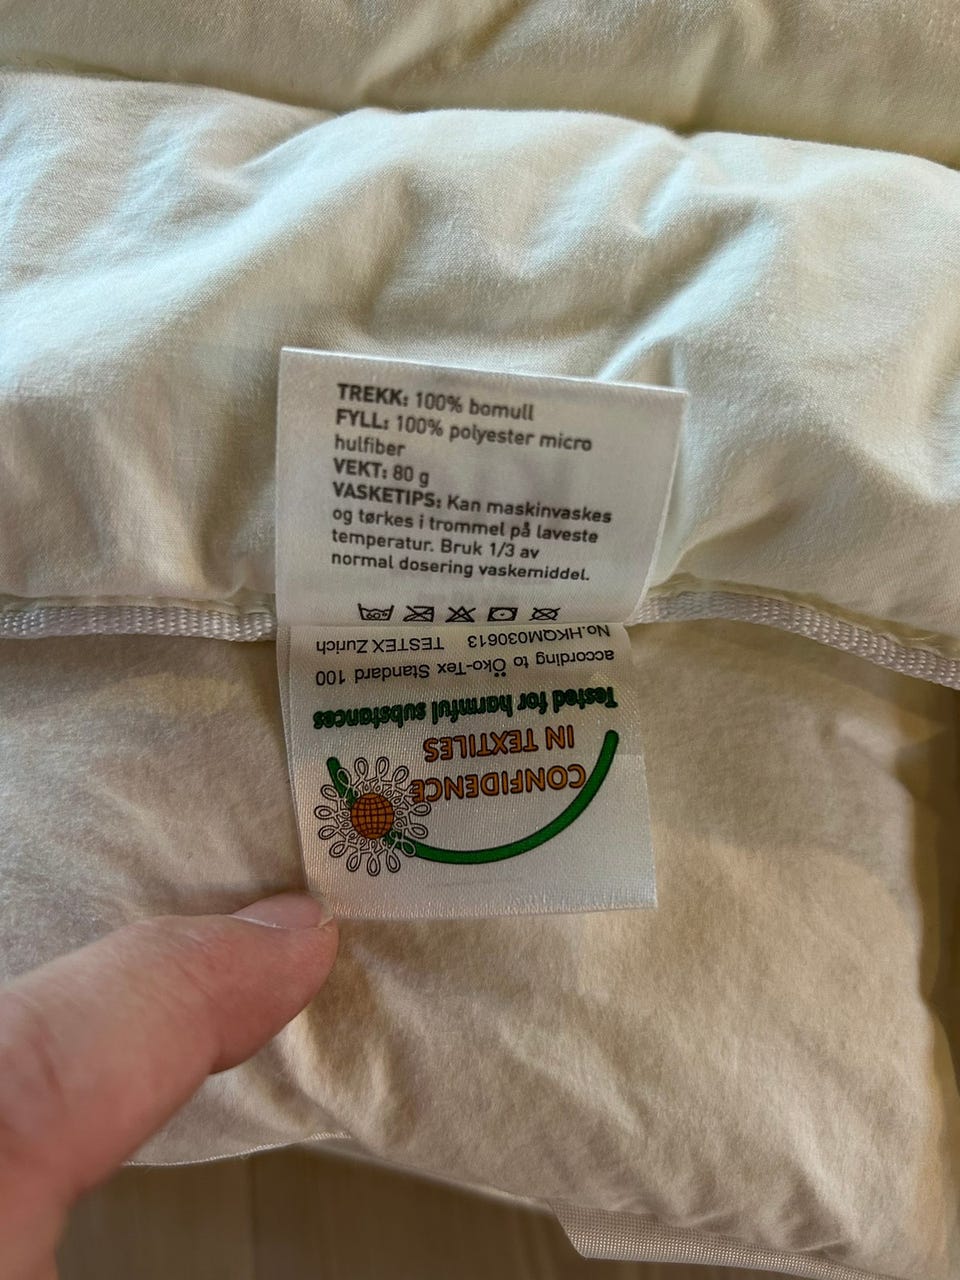 TREKK: 100% bomull
FYLL: 100% polyester micro
hulfiber
VEKT: 80 g
VASKETIPS: Kan maskinvaskes
og tørkes i trommel på laveste
temperatur. Bruk 1/3 av
normal dosering vaskemiddel.
60
CONFIDENCE
IN TEXTILES
Tested for harmful substances
according to Öko-Tex Standard 100
No.HKQM030613 TESTEX Zurich